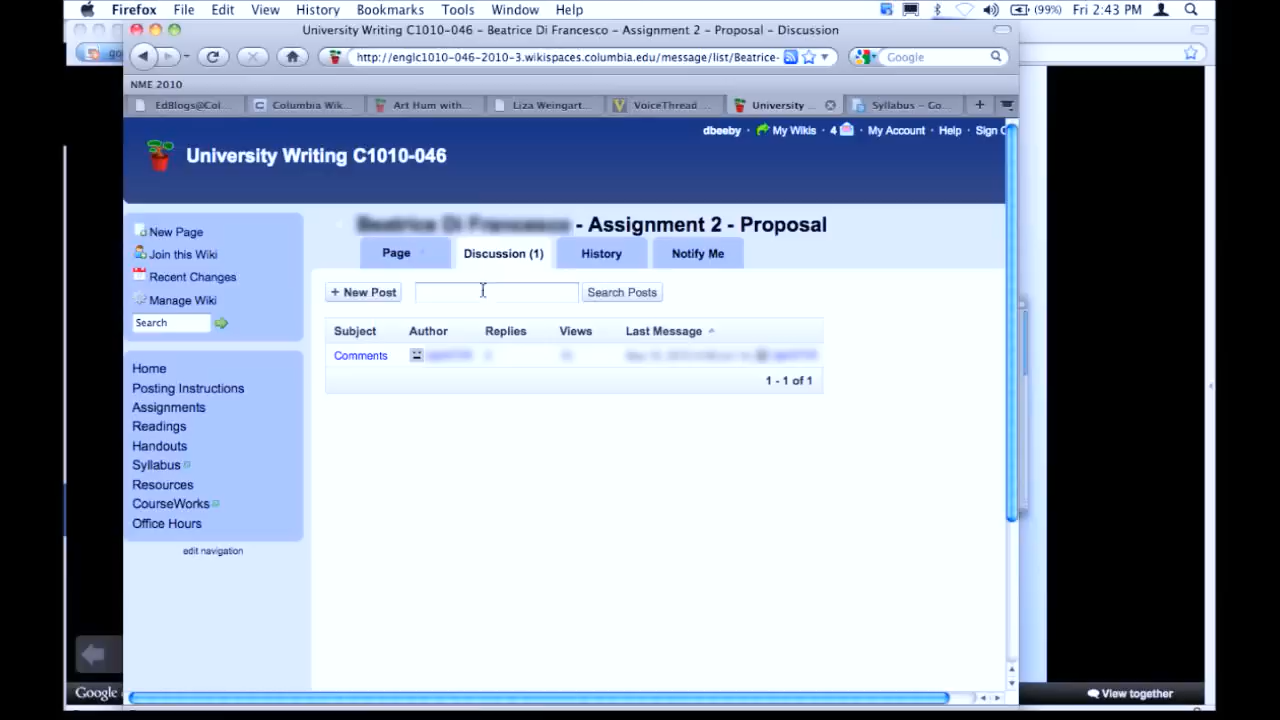 Firefox File Edit View History Bookmarks Tools Window Help (99%) Fri 2:43 PM
University Writing C1010-046 – Beatrice Di Francesco – Assignment 2 – Proposal – Discussion
http://englc1010-046-2010-3.wikispaces.columbia.edu/message/list/Beatrice- Google
NME 2010
EdBlogs@Col... Columbia Wik... Art Hum with... Liza Weingart... VoiceThread ... University ... Syllabus – Go...
dbeeby · My Wikis · 4 · My Account · Help · Sign
University Writing C1010-046
- Assignment 2 - Proposal
Page Discussion (1) History Notify Me
New Page
Join this Wiki
Recent Changes
Manage Wiki
Search
+ New Post Search Posts
Subject Author Replies Views Last Message
Comments
1 - 1 of 1
Home
Posting Instructions
Assignments
Readings
Handouts
Syllabus
Resources
CourseWorks
Office Hours
edit navigation
Google
View together